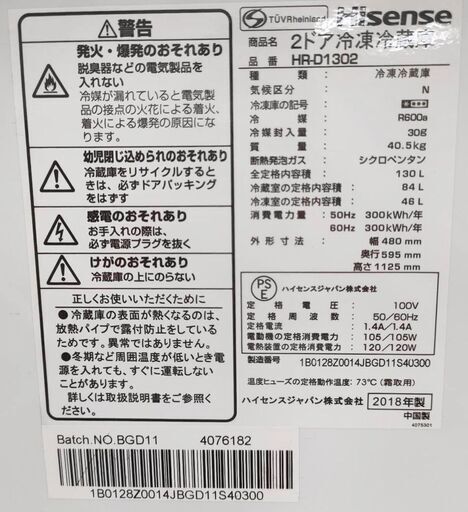 警告
発火・爆発のおそれあり
脱臭器などの電気製品を
入れない
冷媒が漏れていると電気製
品の接点の火花による着火、
着火による爆発の原因にな
ります。
幼児閉じ込められのおそれあり
冷蔵庫をリサイクルすると
きは、必ずドアパッキング
をはずす
感電のおそれあり
お手入れの際は、
必ず電源プラグを抜く
けがのおそれあり
冷蔵庫の上にのらない
正しくお使いいただくために
●冷蔵庫の表面が熱くなるのは、
放熱パイプで露付防止をしている
ためです。異常ではありません。
●冬期など周囲温度が低いとき電
源を入れても、すぐに運転しない
ことがあります。
詳しくは取扱説明書をご覧ください。
Batch.NO.BGD11 4076182
1B0128Z0014JBGD11S40300
TÜVRheinland Hisense
商品名 2ドア冷凍冷蔵庫
品番 HR-D1302
種類: 冷凍冷蔵庫
気候区分: N
冷凍庫の記号:
冷媒: R600a
冷媒封入量: 30g
質量: 40.5kg
断熱発泡ガス: シクロペンタン
全定格内容積: 130 L
冷蔵室の定格内容積: 84 L
冷凍室の定格内容積: 46 L
消費電力量: 50Hz 300kWh/年
60Hz 300kWh/年
外形寸法: 幅 480 mm
奥行 595 mm
高さ 1125 mm
PS
E
ハイセンスジャパン株式会社
定格電圧: 100V
定格周波数: 50/60Hz
定格電流: 1.4A/1.4A
電動機の定格消費電力: 105/105W
電熱装置の定格消費電力: 120/120W
製造番号: 1B0128Z0014JBGD11S40300
温度ヒューズの定格動作温度: 73℃(霜取用)
ハイセンスジャパン株式会社 2018年製
中国製
4075301